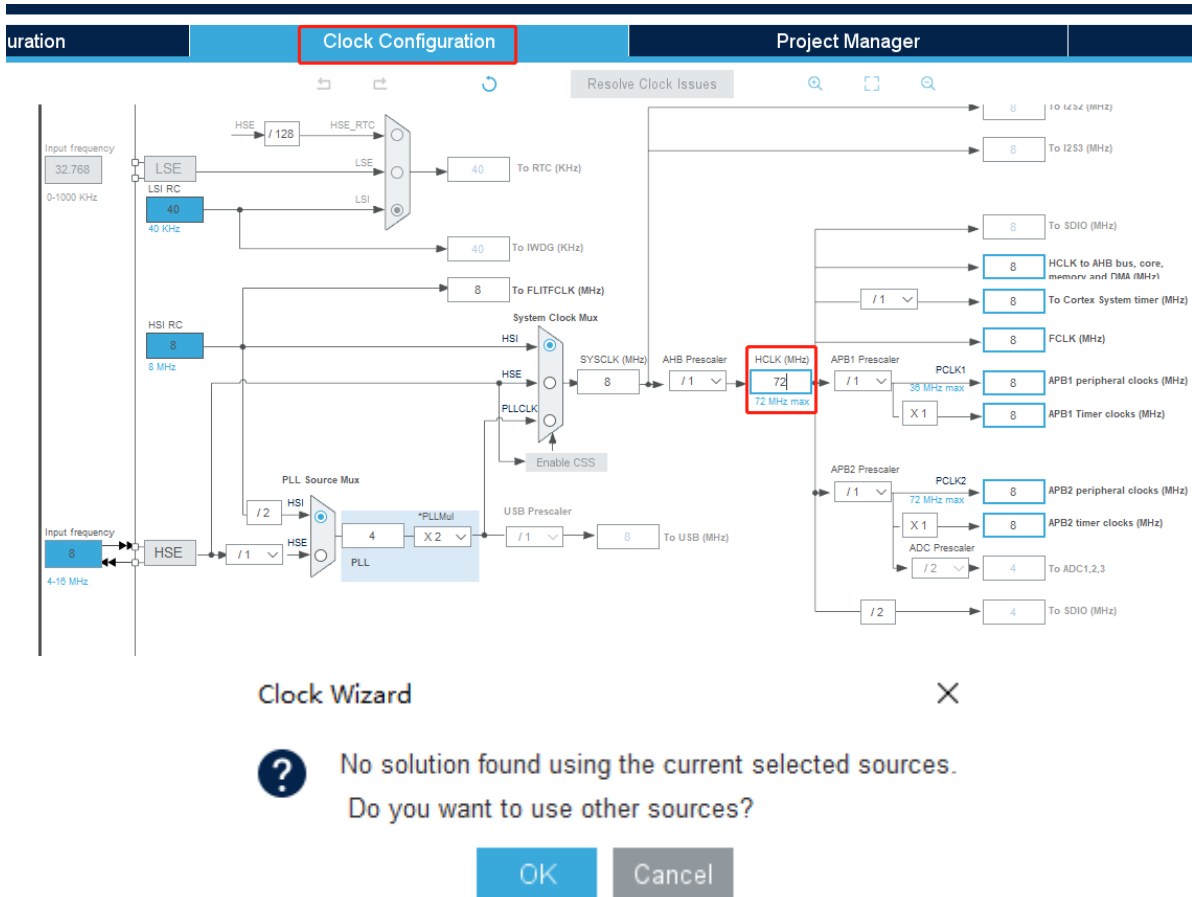 uration
Clock Configuration
Project Manager
Resolve Clock Issues
HSE
/ 128
HSE_RTC
8
To I2S2 (MHz)
Input frequency
32.768
0-1000 KHz
LSE
LSE
40
To RTC (KHz)
8
To I2S3 (MHz)
LSI RC
40
40 KHz
LSI
40
To IWDG (KHz)
8
To SDIO (MHz)
8
To FLITFCLK (MHz)
8
HCLK to AHB bus, core,
memory and DMA (MHz)
/ 1
8
To Cortex System timer (MHz)
System Clock Mux
HSI RC
8
8 MHz
HSI
HSE
PLLCLK
Enable CSS
SYSCLK (MHz)
8
AHB Prescaler
/ 1
HCLK (MHz)
72
72 MHz max
8
FCLK (MHz)
APB1 Prescaler
/ 1
PCLK1
36 MHz max
8
APB1 peripheral clocks (MHz)
X 1
8
APB1 Timer clocks (MHz)
APB2 Prescaler
/ 1
PCLK2
72 MHz max
8
APB2 peripheral clocks (MHz)
X 1
8
APB2 timer clocks (MHz)
ADC Prescaler
/ 2
4
To ADC1,2,3
/ 2
4
To SDIO (MHz)
PLL Source Mux
/ 2
HSI
Input frequency
8
4-16 MHz
HSE
/ 1
HSE
4
*PLLMul
X 2
PLL
USB Prescaler
/ 1
8
To USB (MHz)
Clock Wizard
No solution found using the current selected sources.
Do you want to use other sources?
OK
Cancel